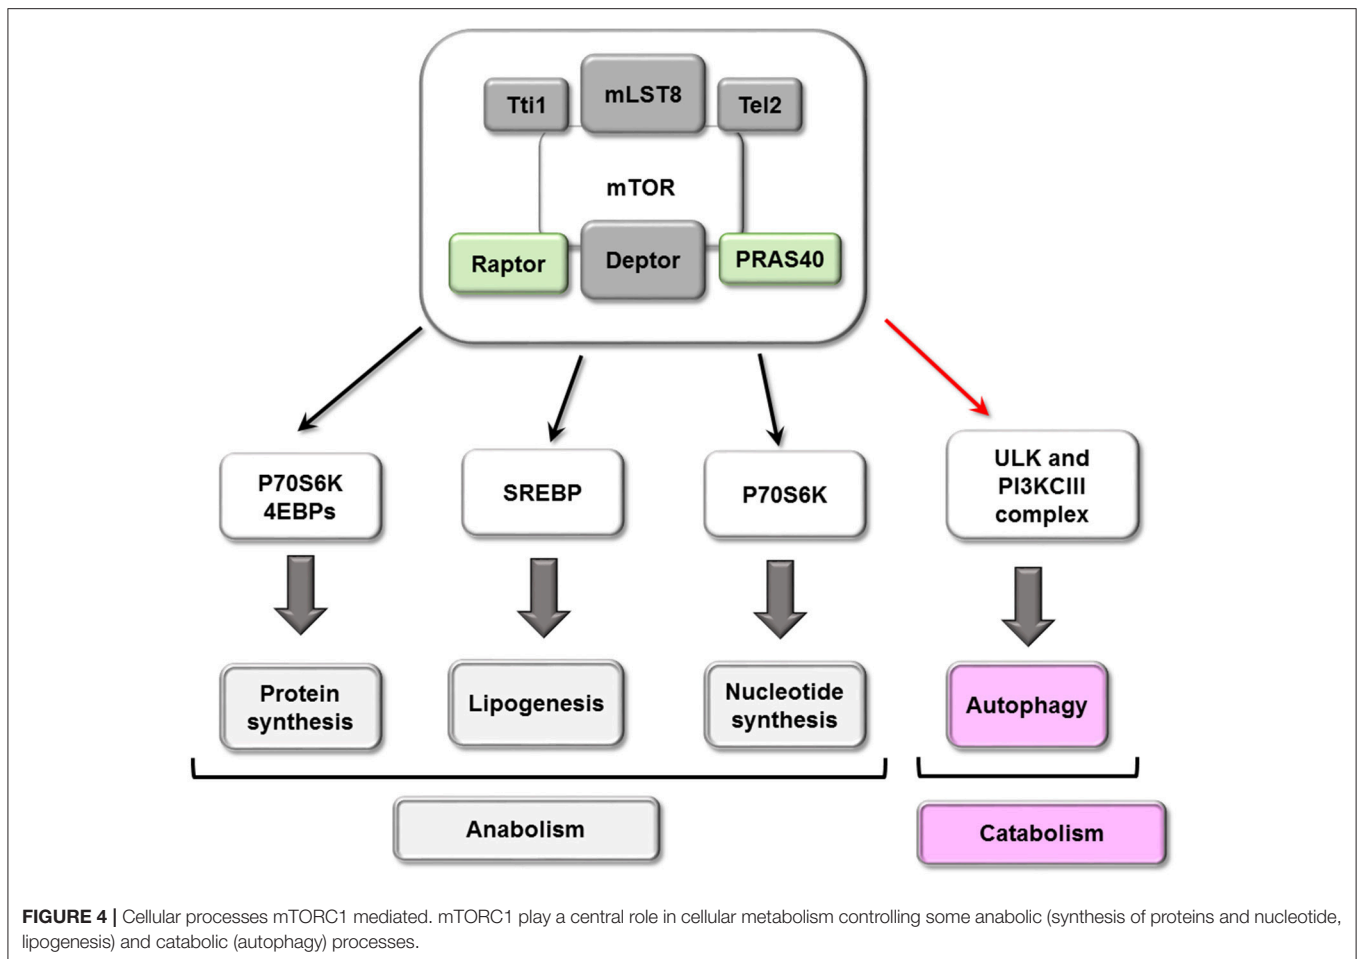 Tti1
mLST8
Tel2
mTOR
Raptor
Deptor
PRAS40
P70S6K
4EBPs
SREBP
P70S6K
ULK and
PI3KCIII
complex
Protein
synthesis
Lipogenesis
Nucleotide
synthesis
Autophagy
Anabolism
Catabolism
FIGURE 4 | Cellular processes mTORC1 mediated. mTORC1 play a central role in cellular metabolism controlling some anabolic (synthesis of proteins and nucleotide,
lipogenesis) and catabolic (autophagy) processes.